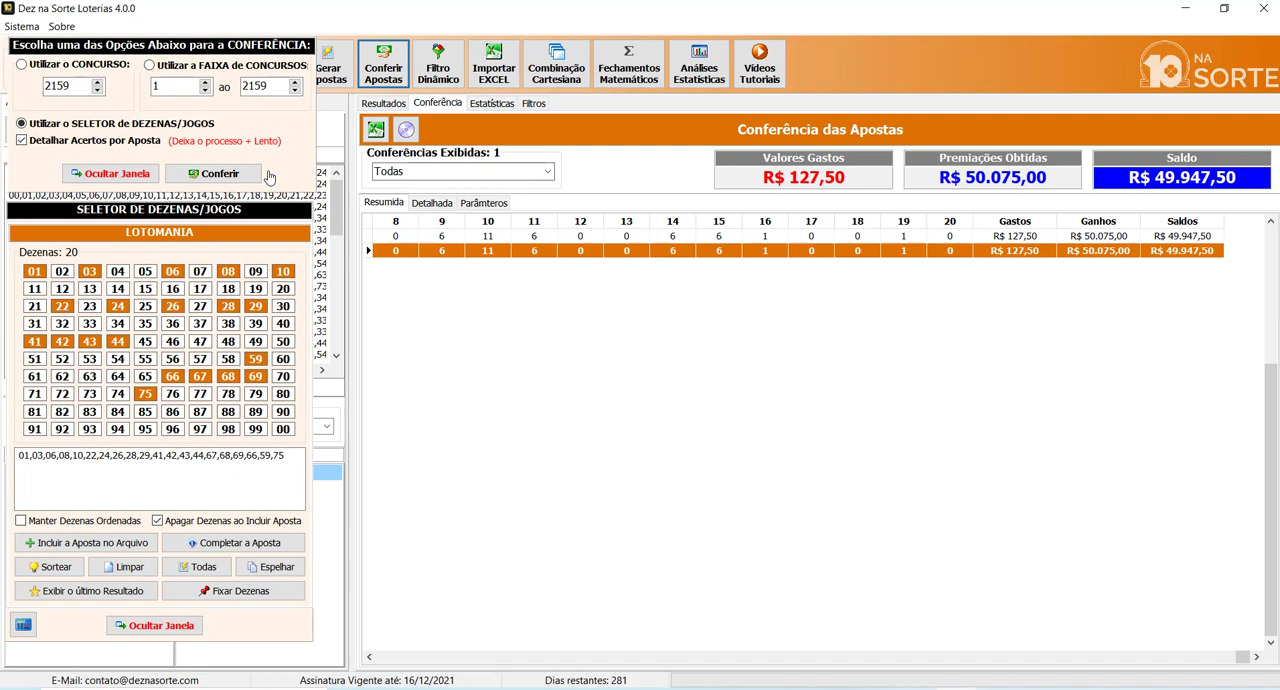 Dez na Sorte Loterias 4.0.0
Sistema Sobre
Escolha uma das Opções Abaixo para a CONFERÊNCIA:
Utilizar o CONCURSO: Utilizar a FAIXA de CONCURSOS:
2159 1 ao 2159
Utilizar o SELETOR de DEZENAS/JOGOS
Detalhar Acertos por Aposta (Deixa o processo + Lento)
Ocultar Janela Conferir
Conferir Apostas
Filtro Dinâmico
Importar EXCEL
Combinação Cartesiana
Fechamentos Matemáticos
Análises Estatísticas
Vídeos Tutoriais
10 NA SORTE
Resultados Conferência Estatísticas Filtros
Conferência das Apostas
Conferências Exibidas: 1
Todas
Valores Gastos Premiações Obtidas Saldo
R$ 127,50 R$ 50.075,00 R$ 49.947,50
Resumida Detalhada Parâmetros
8 9 10 11 12 13 14 15 16 17 18 19 20 Gastos Ganhos Saldos
0 6 11 6 0 0 6 6 1 0 0 1 0 R$ 127,50 R$ 50.075,00 R$ 49.947,50
0 6 11 6 0 0 6 6 1 0 0 1 0 R$ 127,50 R$ 50.075,00 R$ 49.947,50
00,01,02,03,04,05,06,07,08,09,10,11,12,13,14,15,16,17,18,19,20,21,22,23
SELETOR DE DEZENAS/JOGOS
LOTOMANIA
Dezenas: 20
01 02 03 04 05 06 07 08 09 10
11 12 13 14 15 16 17 18 19 20
21 22 23 24 25 26 27 28 29 30
31 32 33 34 35 36 37 38 39 40
41 42 43 44 45 46 47 48 49 50
51 52 53 54 55 56 57 58 59 60
61 62 63 64 65 66 67 68 69 70
71 72 73 74 75 76 77 78 79 80
81 82 83 84 85 86 87 88 89 90
91 92 93 94 95 96 97 98 99 00
01,03,06,08,10,22,24,26,28,29,41,42,43,44,67,68,69,66,59,75
Manter Dezenas Ordenadas Apagar Dezenas ao Incluir Aposta
Incluir a Aposta no Arquivo Completar a Aposta
Sortear Limpar Todas Espelhar
Exibir o último Resultado Fixar Dezenas
Ocultar Janela
E-Mail: contato@deznasorte.com Assinatura Vigente até: 16/12/2021 Dias restantes: 281